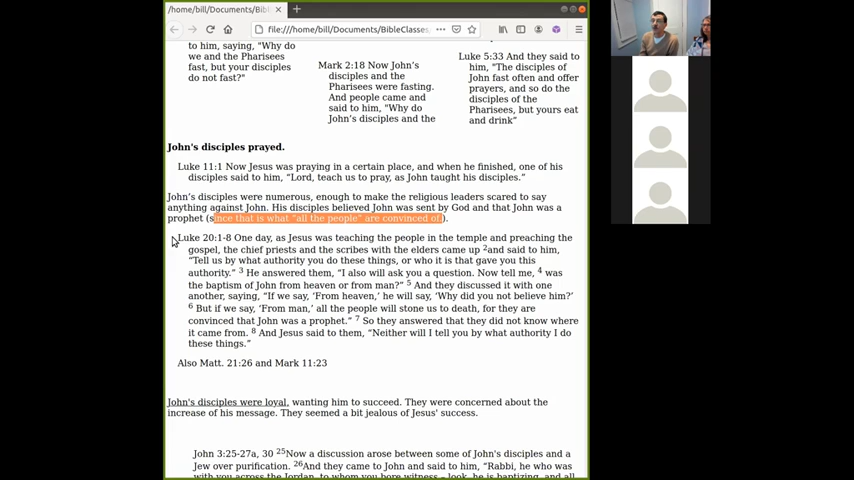 /home/bill/Documents/BibleClasses
file:///home/bill/Documents/BibleClasses
to him, saying, "Why do
we and the Pharisees
fast, but your disciples
do not fast?"
Mark 2:18 Now John’s
disciples and the
Pharisees were fasting.
And people came and
said to him, "Why do
John’s disciples and the
Luke 5:33 And they said to
him, "The disciples of
John fast often and offer
prayers, and so do the
disciples of the
Pharisees, but yours eat
and drink”
John's disciples prayed.
Luke 11:1 Now Jesus was praying in a certain place, and when he finished, one of his
disciples said to him, “Lord, teach us to pray, as John taught his disciples.”
John’s disciples were numerous, enough to make the religious leaders scared to say
anything against John. His disciples believed John was sent by God and that John was a
prophet (since that is what “all the people” are convinced of).
Luke 20:1-8 One day, as Jesus was teaching the people in the temple and preaching the
gospel, the chief priests and the scribes with the elders came up 2and said to him,
“Tell us by what authority you do these things, or who it is that gave you this
authority.” 3 He answered them, “I also will ask you a question. Now tell me, 4 was
the baptism of John from heaven or from man?” 5 And they discussed it with one
another, saying, “If we say, ‘From heaven,’ he will say, ‘Why did you not believe him?’
6 But if we say, ‘From man,’ all the people will stone us to death, for they are
convinced that John was a prophet.” 7 So they answered that they did not know where
it came from. 8 And Jesus said to them, “Neither will I tell you by what authority I do
these things.”
Also Matt. 21:26 and Mark 11:23
John's disciples were loyal, wanting him to succeed. They were concerned about the
increase of his message. They seemed a bit jealous of Jesus' success.
John 3:25-27a, 30 25Now a discussion arose between some of John's disciples and a
Jew over purification. 26And they came to John and said to him, “Rabbi, he who was
with you across the Jordan, to whom you bore witness – look, he is baptizing, and all